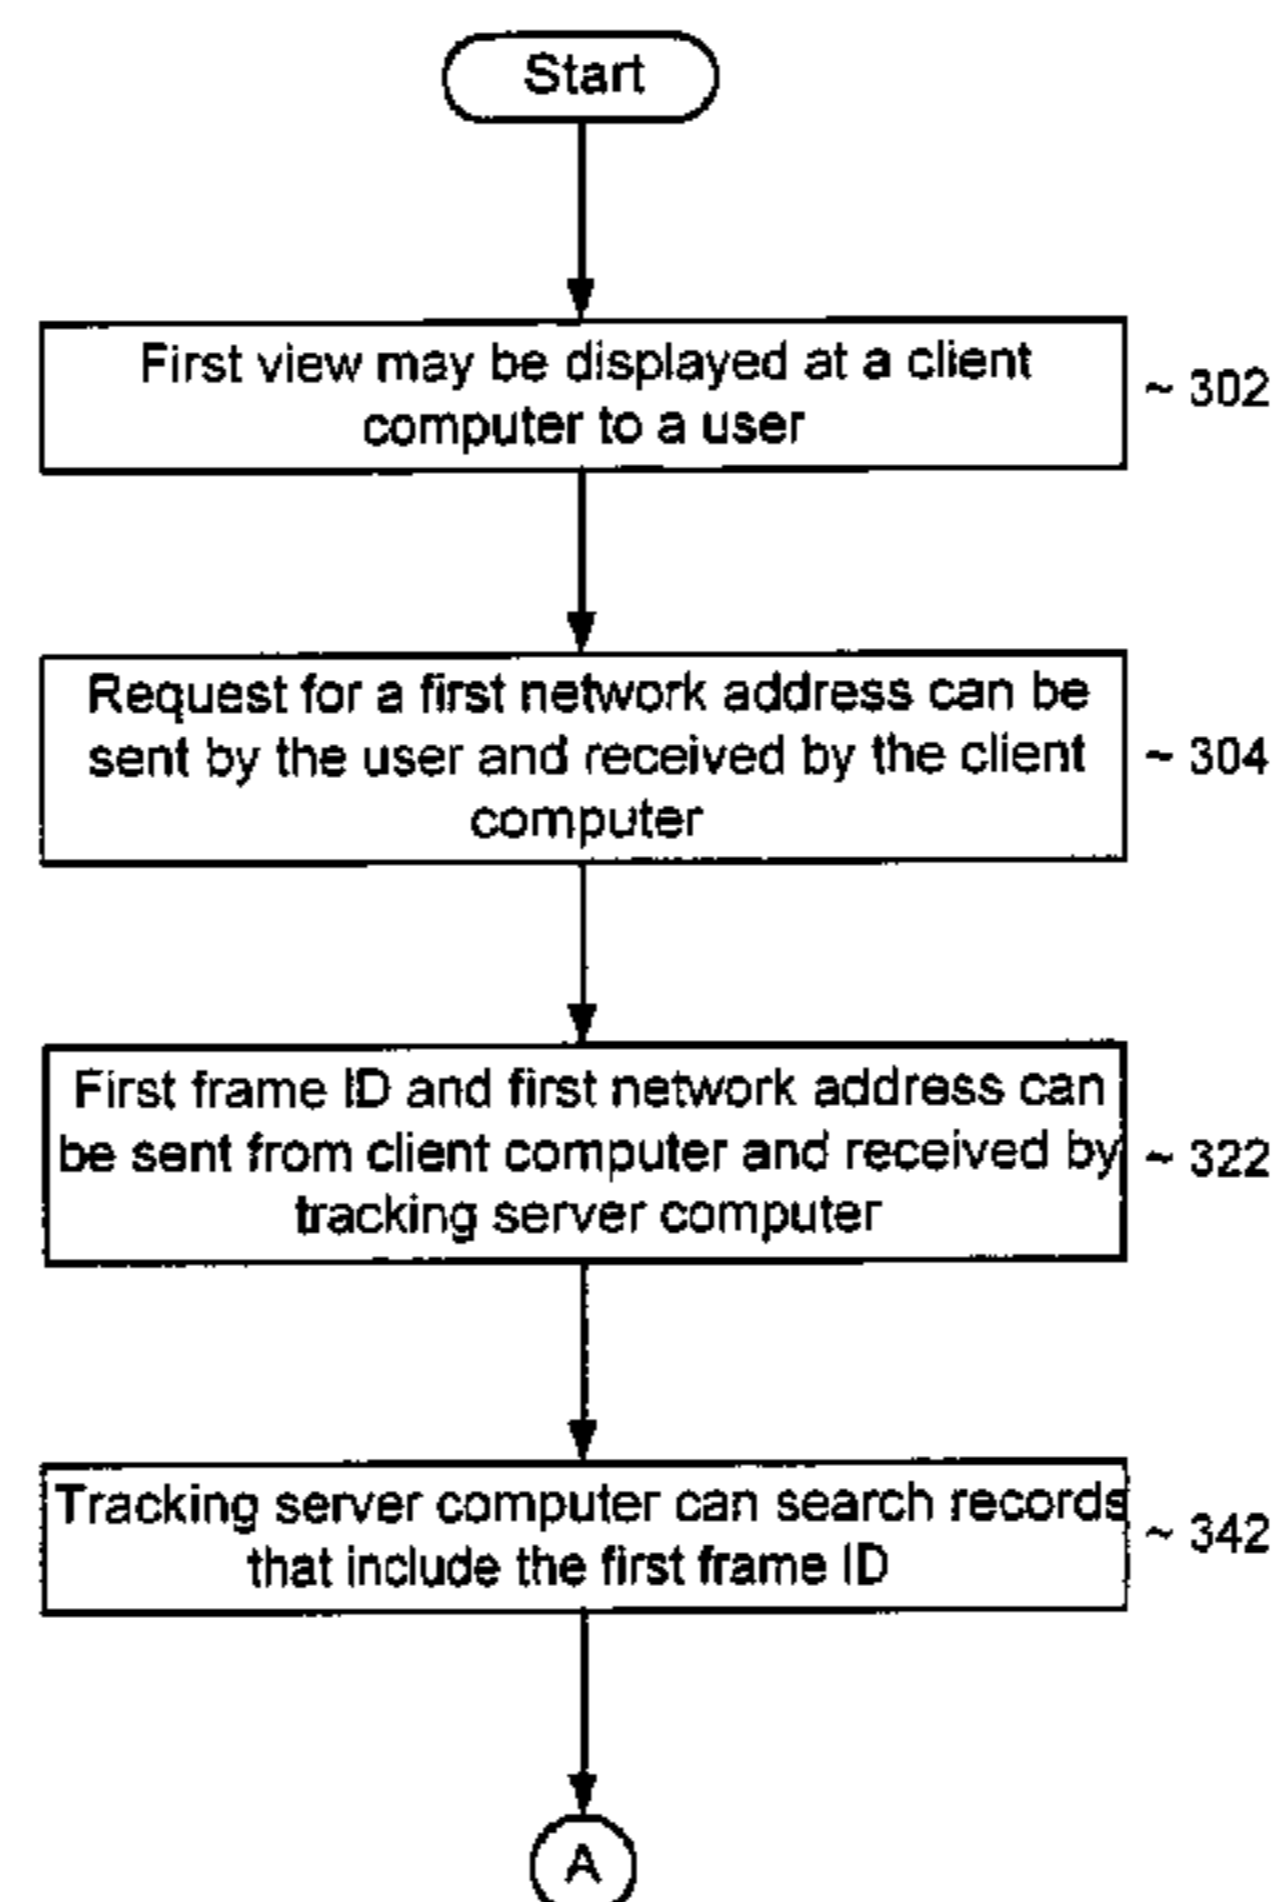 Start
First view may be displayed at a client
computer to a user
~ 302
Request for a first network address can be
sent by the user and received by the client
computer
~ 304
First frame ID and first network address can
be sent from client computer and received by
tracking server computer
~ 322
Tracking server computer can search records
that include the first frame ID
~ 342
A